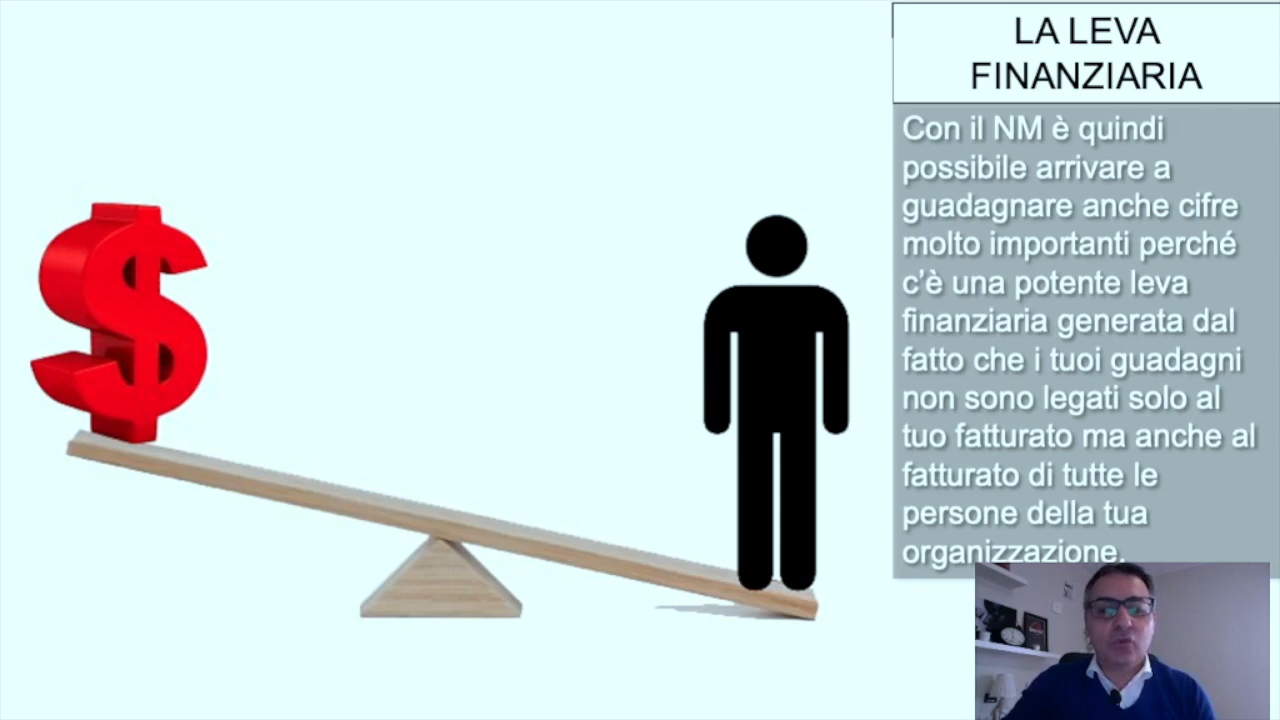 LA LEVA
FINANZIARIA
Con il NM è quindi
possibile arrivare a
guadagnare anche cifre
molto importanti perché
c’è una potente leva
finanziaria generata dal
fatto che i tuoi guadagni
non sono legati solo al
tuo fatturato ma anche al
fatturato di tutte le
persone della tua
organizzazione.